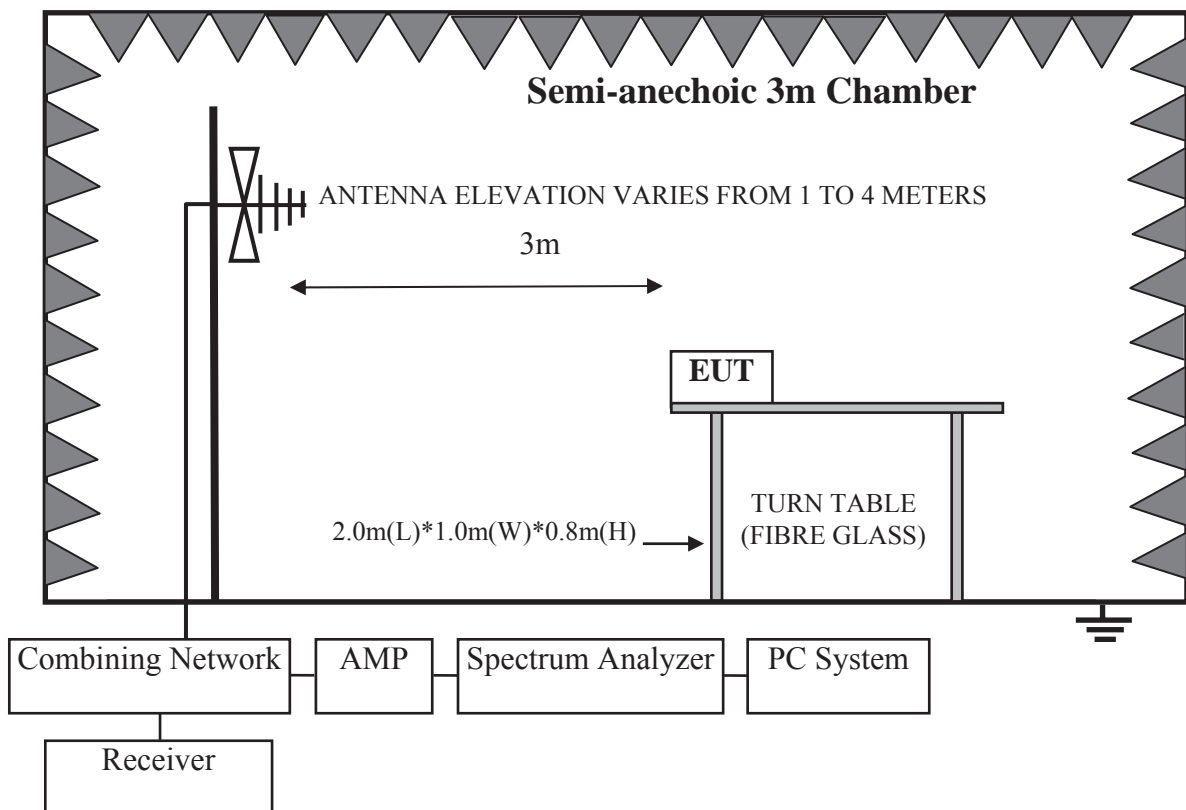 Semi-anechoic 3m Chamber
ANTENNA ELEVATION VARIES FROM 1 TO 4 METERS
3m
EUT
TURN TABLE
(FIBRE GLASS)
2.0m(L)*1.0m(W)*0.8m(H)
Combining Network
AMP
Spectrum Analyzer
PC System
Receiver